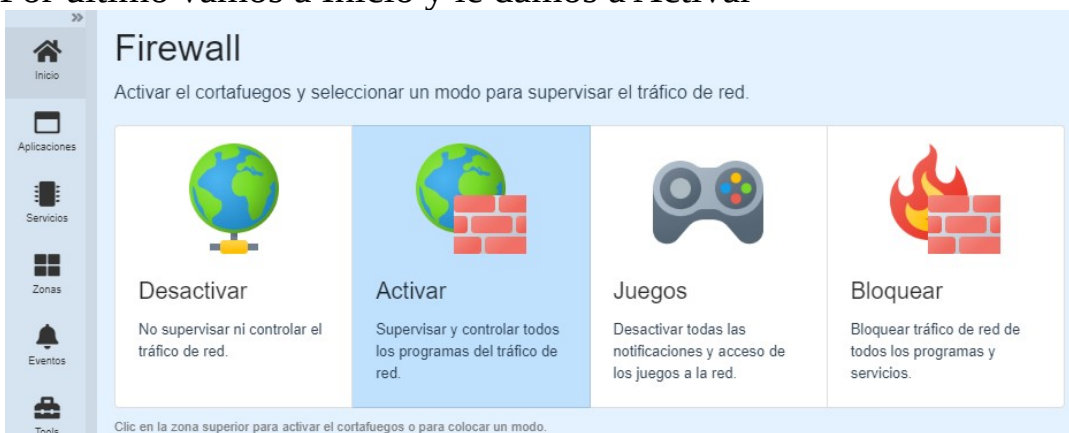 Por último vamos a Inicio y le damos a Activar
»
Inicio
Aplicaciones
Servicios
Zonas
Eventos
Tools
Firewall
Activar el cortafuegos y seleccionar un modo para supervisar el tráfico de red.
Desactivar
No supervisar ni controlar el
tráfico de red.
Activar
Supervisar y controlar todos
los programas del tráfico de
red.
Juegos
Desactivar todas las
notificaciones y acceso de
los juegos a la red.
Bloquear
Bloquear tráfico de red de
todos los programas y
servicios.
Clic en la zona superior para activar el cortafuegos o para colocar un modo.